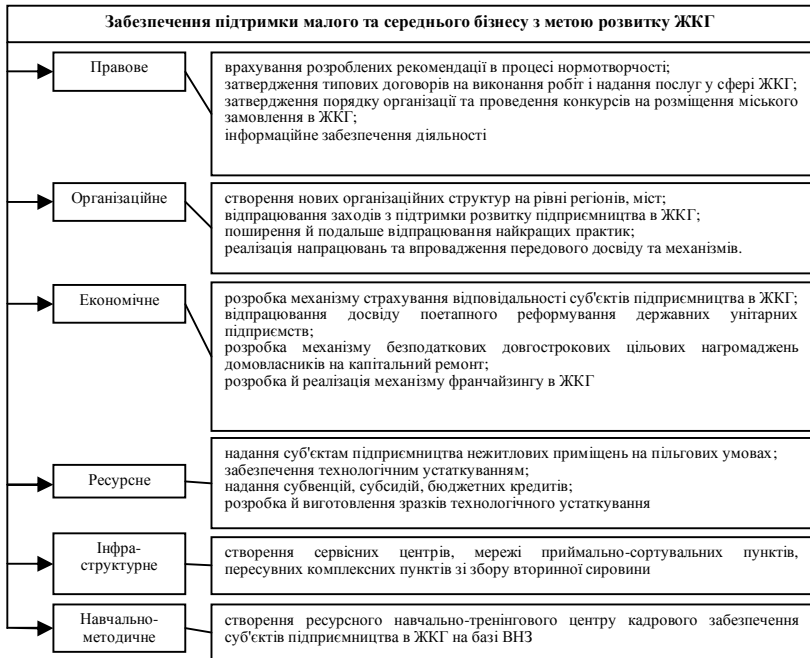 Забезпечення підтримки малого та середнього бізнесу з метою розвитку ЖКГ
Правове
врахування розроблених рекомендації в процесі нормотворчості;
затвердження типових договорів на виконання робіт і надання послуг у сфері ЖКГ;
затвердження порядку організації та проведення конкурсів на розміщення міського
замовлення в ЖКГ;
інформаційне забезпечення діяльності
Організаційне
створення нових організаційних структур на рівні регіонів, міст;
відпрацювання заходів з підтримки розвитку підприємництва в ЖКГ;
поширення й подальше відпрацювання найкращих практик;
реалізація напрацювань та впровадження передового досвіду та механізмів.
Економічне
розробка механізму страхування відповідальності суб'єктів підприємництва в ЖКГ;
відпрацювання досвіду поетапного реформування державних унітарних
підприємств;
розробка механізму безподаткових довгострокових цільових нагромаджень
домовласників на капітальний ремонт;
розробка й реалізація механізму франчайзингу в ЖКГ
Ресурсне
надання суб'єктам підприємництва нежитлових приміщень на пільгових умовах;
забезпечення технологічним устаткуванням;
надання субвенцій, субсидій, бюджетних кредитів;
розробка й виготовлення зразків технологічного устаткування
Інфра-
структурне
створення сервісних центрів, мережі приймально-сортувальних пунктів,
пересувних комплексних пунктів зі збору вторинної сировини
Навчально-
методичне
створення ресурсного навчально-тренінгового центру кадрового забезпечення
суб'єктів підприємництва в ЖКГ на базі ВНЗ